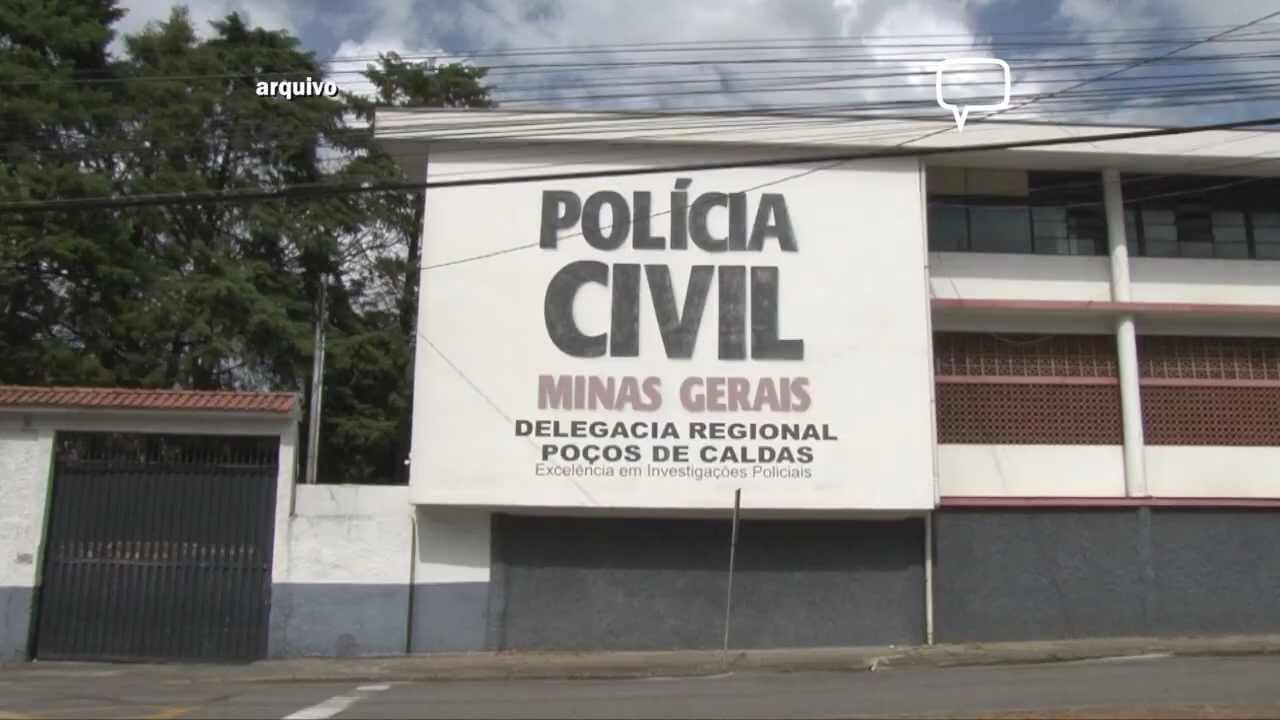 arquivo
POLÍCIA
CIVIL
MINAS GERAIS
DELEGACIA REGIONAL
POÇOS DE CALDAS
Excelência em Investigações Policiais